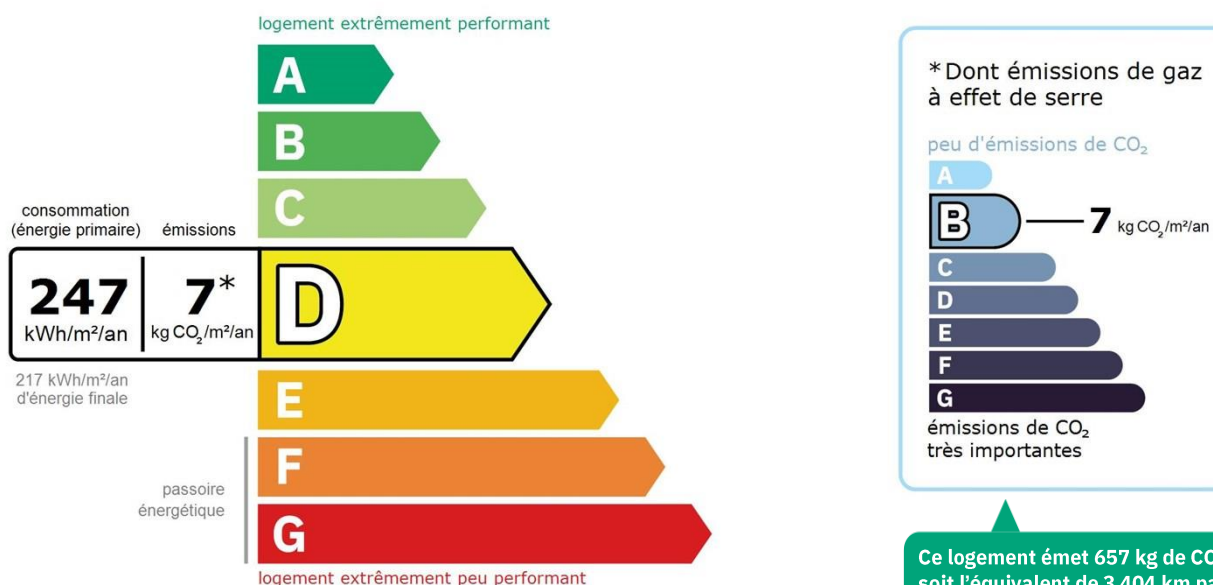 logement extrêmement performant
A
B
C
consommation
(énergie primaire)
émissions
247
kWh/m²/an
7*
kg CO₂/m²/an
D
217 kWh/m²/an
d'énergie finale
E
F
passoire
énergétique
G
logement extrêmement peu performant
*Dont émissions de gaz
à effet de serre
peu d'émissions de CO₂
A
B
7 kg CO₂/m²/an
C
D
E
F
G
émissions de CO₂
très importantes
Ce logement émet 657 kg de CO
soit l'équivalent de 3 404 km pa